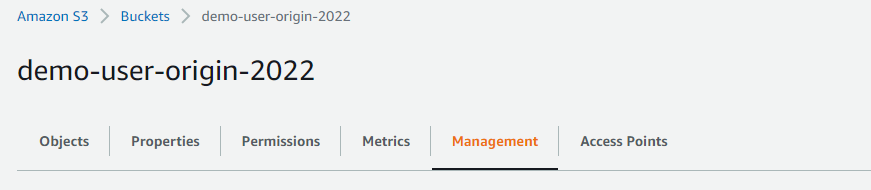 Amazon S3 > Buckets > demo-user-origin-2022
demo-user-origin-2022
Objects Properties Permissions Metrics Management Access Points